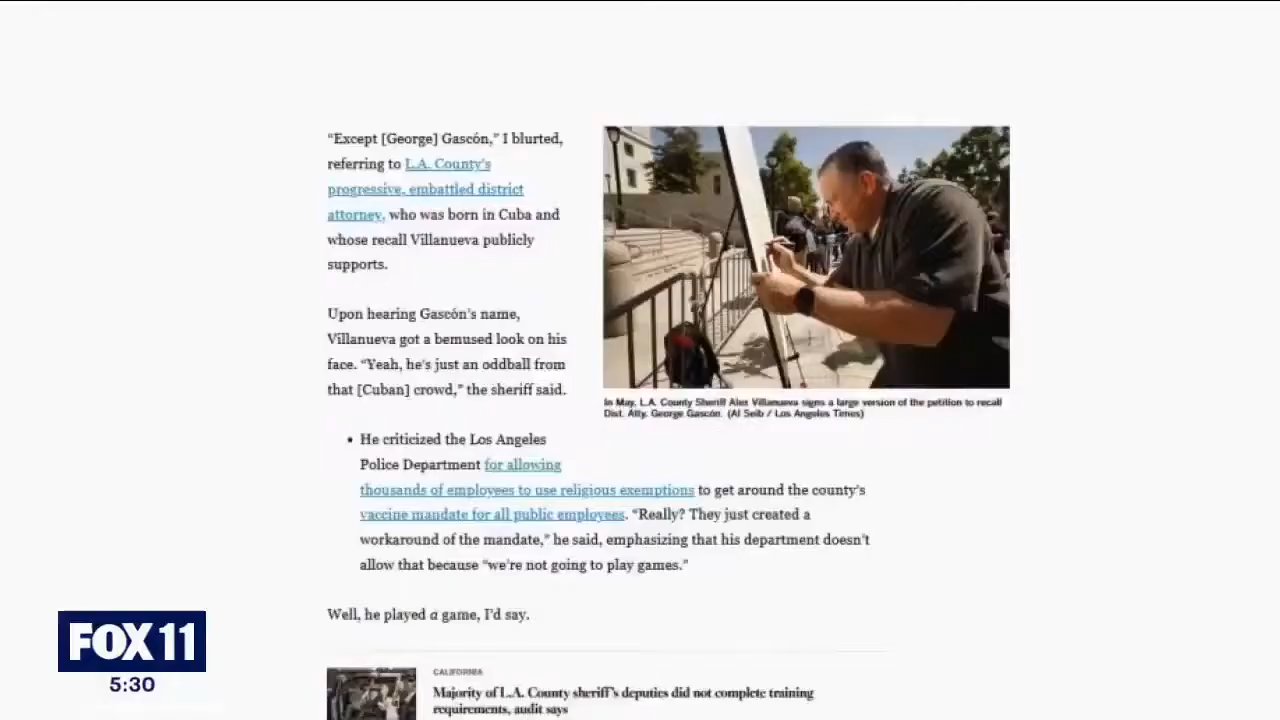 “Except [George] Gascón,” I blurted,
referring to L.A. County’s
progressive, embattled district
attorney, who was born in Cuba and
whose recall Villanueva publicly
supports.
Upon hearing Gascón’s name,
Villanueva got a bemused look on his
face. “Yeah, he’s just an oddball from
that [Cuban] crowd,” the sheriff said.
In May, L.A. County Sheriff Alex Villanueva signs a large version of the petition to recall
Dist. Atty. George Gascón. (Al Seib / Los Angeles Times)
• He criticized the Los Angeles
Police Department for allowing
thousands of employees to use religious exemptions to get around the county’s
vaccine mandate for all public employees. “Really? They just created a
workaround of the mandate,” he said, emphasizing that his department doesn’t
allow that because “we’re not going to play games.”
Well, he played a game, I’d say.
CALIFORNIA
Majority of L.A. County sheriff’s deputies did not complete training
requirements, audit says
FOX 11
5:30